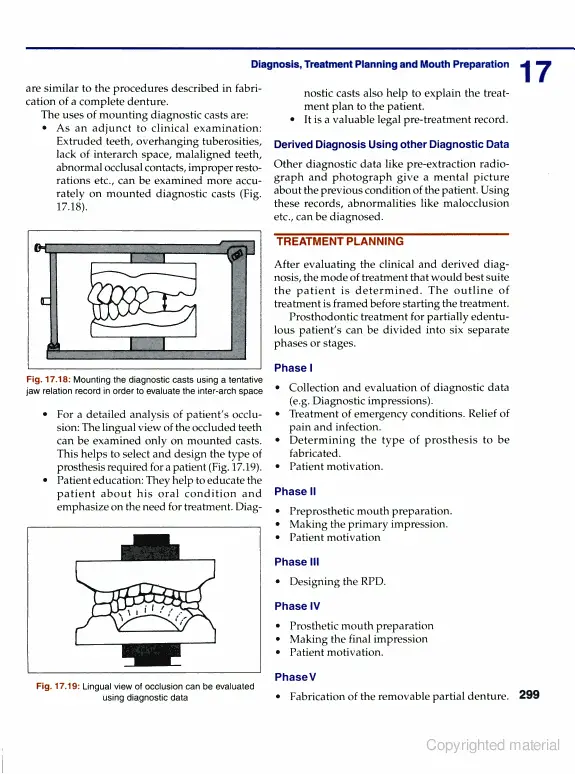 Diagnosis, Treatment Planning and Mouth Preparation
17
are similar to the procedures described in fabri-
cation of a complete denture.
The uses of mounting diagnostic casts are:
• As an adjunct to clinical examination:
Extruded teeth, overhanging tuberosities,
lack of interarch space, malaligned teeth,
abnormal occlusal contacts, improper resto-
rations etc., can be examined more accu-
rately on mounted diagnostic casts (Fig.
17.18).
Fig. 17.18: Mounting the diagnostic casts using a tentative
jaw relation record in order to evaluate the inter-arch space
• For a detailed analysis of patient's occlu-
sion: The lingual view of the occluded teeth
can be examined only on mounted casts.
This helps to select and design the type of
prosthesis required for a patient (Fig. 17.19).
• Patient education: They help to educate the
patient about his oral condition and
emphasize on the need for treatment. Diag-
Fig. 17.19: Lingual view of occlusion can be evaluated
using diagnostic data
nostic casts also help to explain the treat-
ment plan to the patient.
• It is a valuable legal pre-treatment record.
Derived Diagnosis Using other Diagnostic Data
Other diagnostic data like pre-extraction radio-
graph and photograph give a mental picture
about the previous condition of the patient. Using
these records, abnormalities like malocclusion
etc., can be diagnosed.
TREATMENT PLANNING
After evaluating the clinical and derived diag-
nosis, the mode of treatment that would best suite
the patient is determined. The outline of
treatment is framed before starting the treatment.
Prosthodontic treatment for partially edentu-
lous patient's can be divided into six separate
phases or stages.
Phase I
• Collection and evaluation of diagnostic data
(e.g. Diagnostic impressions).
• Treatment of emergency conditions. Relief of
pain and infection.
• Determining the type of prosthesis to be
fabricated.
• Patient motivation.
Phase II
• Preprosthetic mouth preparation.
• Making the primary impression.
• Patient motivation
Phase III
• Designing the RPD.
Phase IV
• Prosthetic mouth preparation
• Making the final impression
• Patient motivation.
Phase V
• Fabrication of the removable partial denture.
299
Copyrighted material